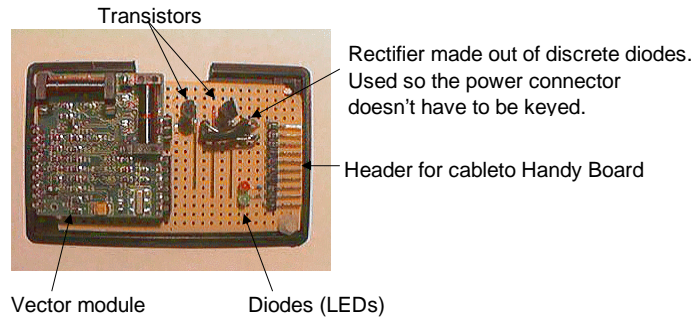 Transistors
Rectifier made out of discrete diodes.
Used so the power connector
doesn't have to be keyed.
Header for cableto Handy Board
Vector module
Diodes (LEDs)